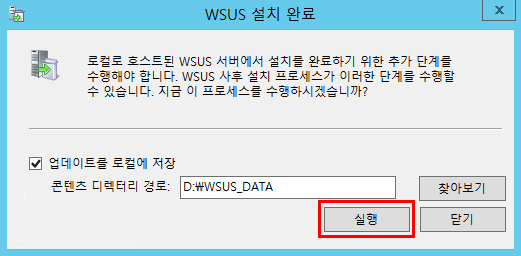 WSUS 설치 완료
x
로컬로 호스트된 WSUS 서버에서 설치를 완료하기 위한 추가 단계를
수행해야 합니다. WSUS 사후 설치 프로세스가 이러한 단계를 수행할
수 있습니다. 지금 이 프로세스를 수행하시겠습니까?
업데이트를 로컬에 저장
콘텐츠 디렉터리 경로: D:₩WSUS_DATA 찾아보기
실행 닫기